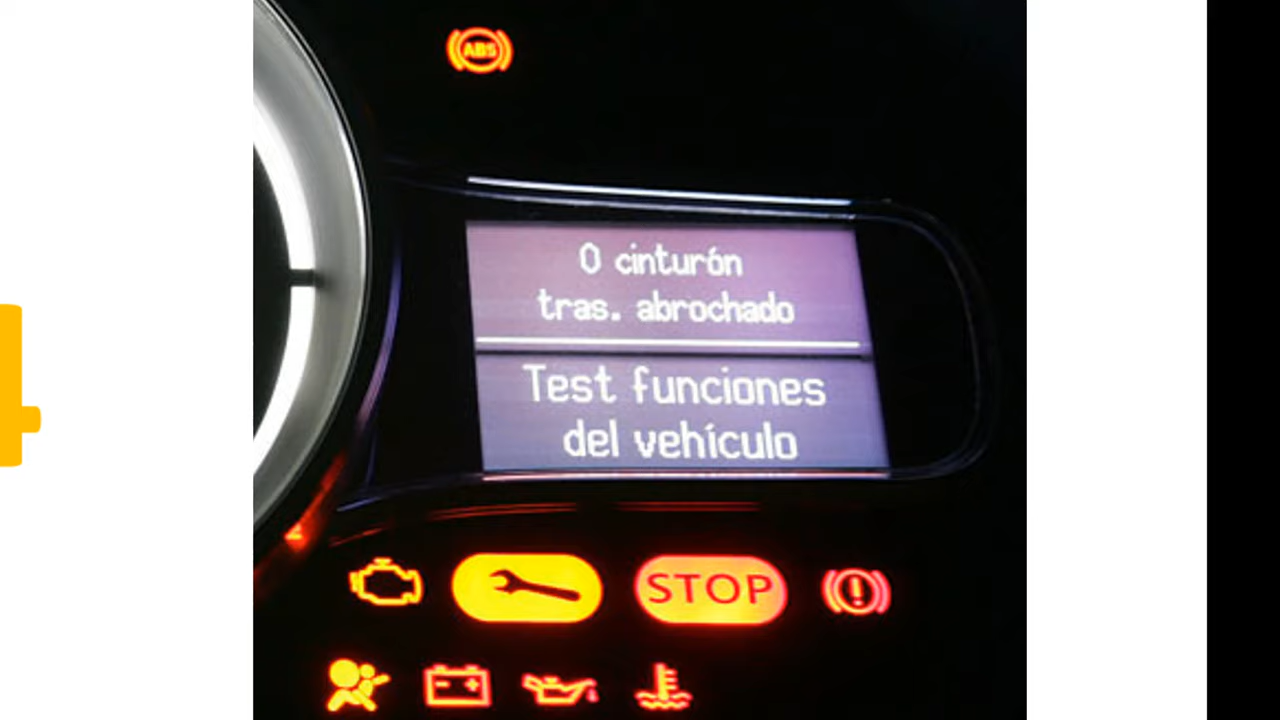 ABS
0 cinturón
tras. abrochado
Test funciones
del vehículo
STOP